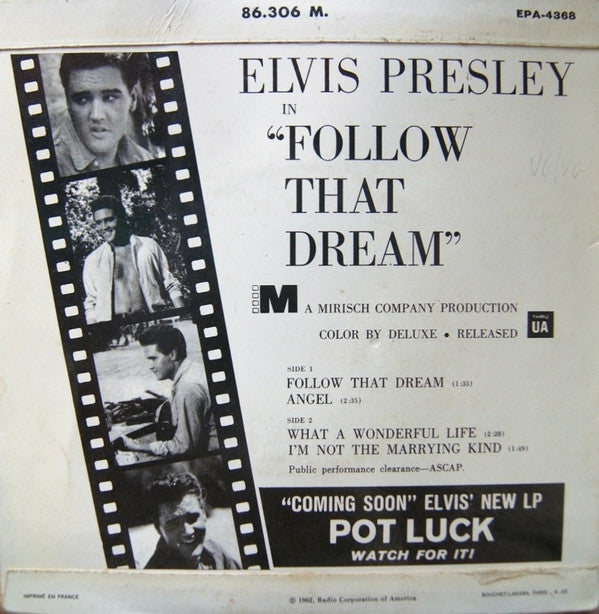 86.306 M.
EPA-4368
ELVIS PRESLEY
IN
“FOLLOW
THAT
DREAM”
M A MIRISCH COMPANY PRODUCTION
COLOR BY DELUXE • RELEASED
THRU
UA
SIDE 1
FOLLOW THAT DREAM (1:35)
ANGEL (2:35)
SIDE 2
WHAT A WONDERFUL LIFE (2:28)
I’M NOT THE MARRYING KIND (1:49)
Public performance clearance—ASCAP.
“COMING SOON” ELVIS’ NEW LP
POT LUCK
WATCH FOR IT!
IMPRIMÉ EN FRANCE
© 1962, Radio Corporation of America
PARIS